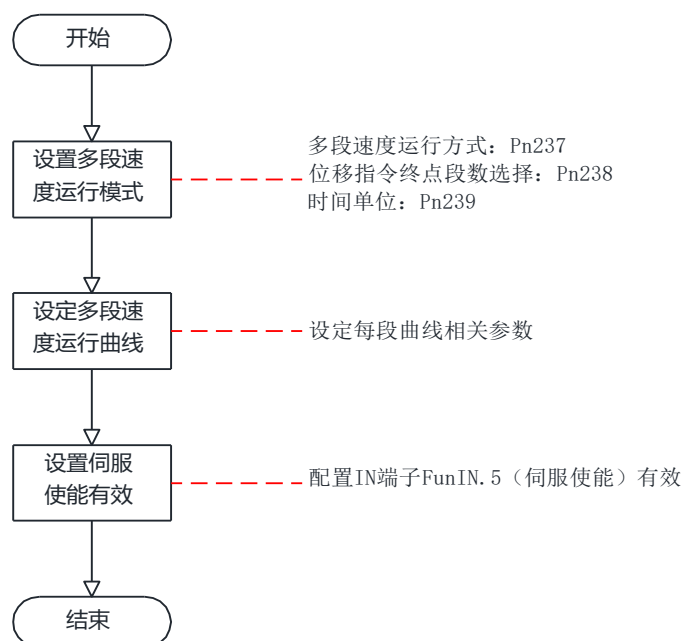 开始
设置多段速
度运行模式
多段速度运行方式：Pn237
位移指令终点段数选择：Pn238
时间单位：Pn239
设定多段速
度运行曲线
设定每段曲线相关参数
设置伺服
使能有效
配置IN端子FunIN.5（伺服使能）有效
结束